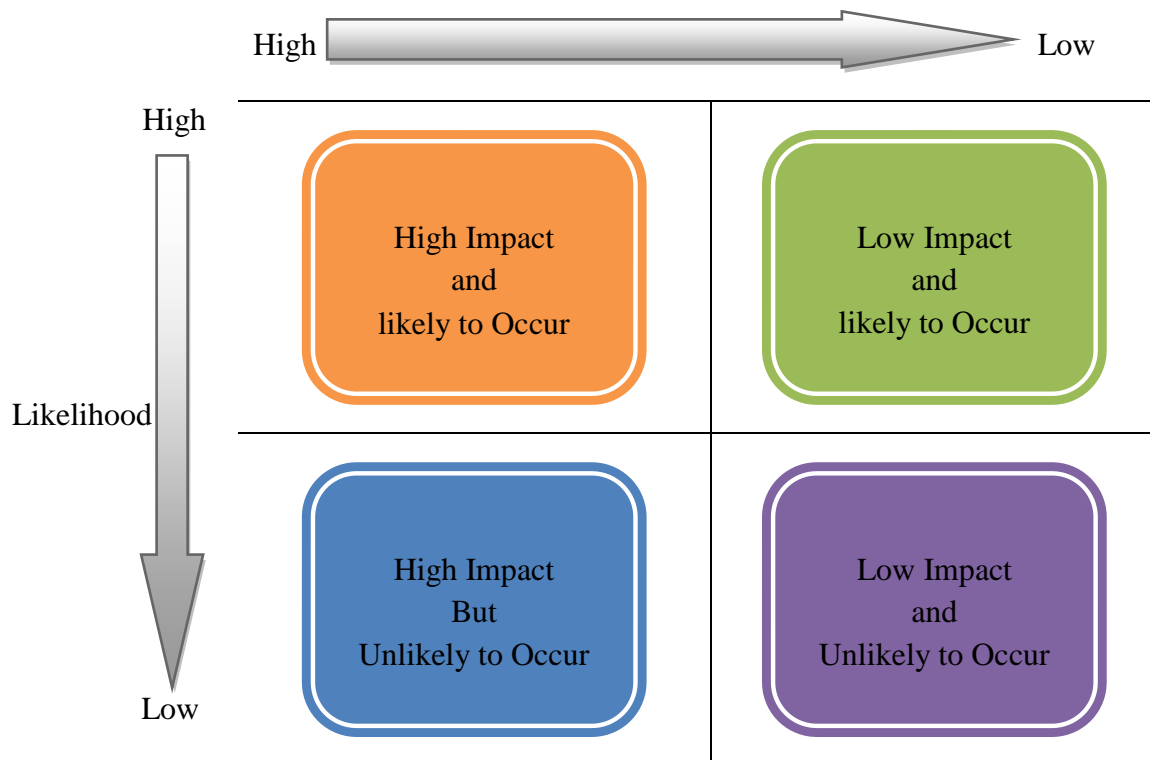 High
Low
High
High Impact
and
likely to Occur
Low Impact
and
likely to Occur
Likelihood
High Impact
But
Unlikely to Occur
Low Impact
and
Unlikely to Occur
Low